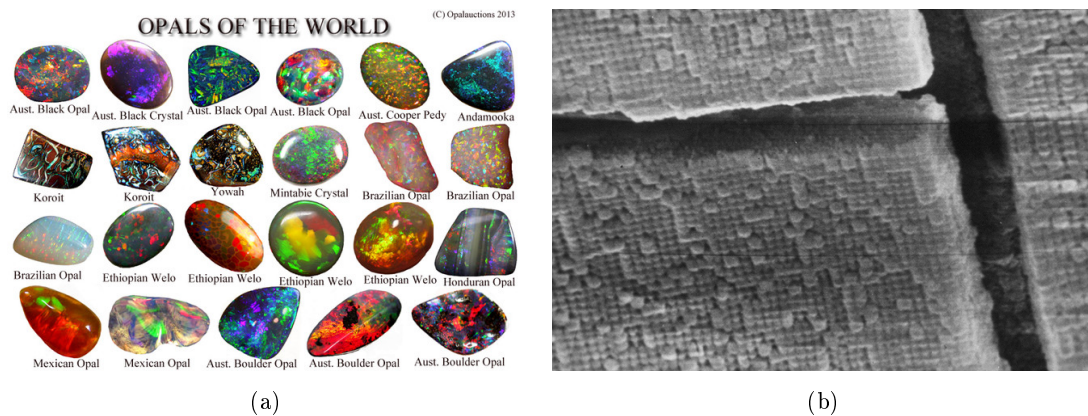 (C) Opalauctions 2013
OPALS OF THE WORLD
Aust. Black Opal Aust. Black Crystal Aust. Black Opal Aust. Black Opal Aust. Cooper Pedy Andamooka
Koroit Koroit Yowah Mintabie Crystal Brazilian Opal Brazilian Opal
Brazilian Opal Ethiopian Welo Ethiopian Welo Ethiopian Welo Ethiopian Welo Honduran Opal
Mexican Opal Mexican Opal Aust. Boulder Opal Aust. Boulder Opal Aust. Boulder Opal
(a) (b)